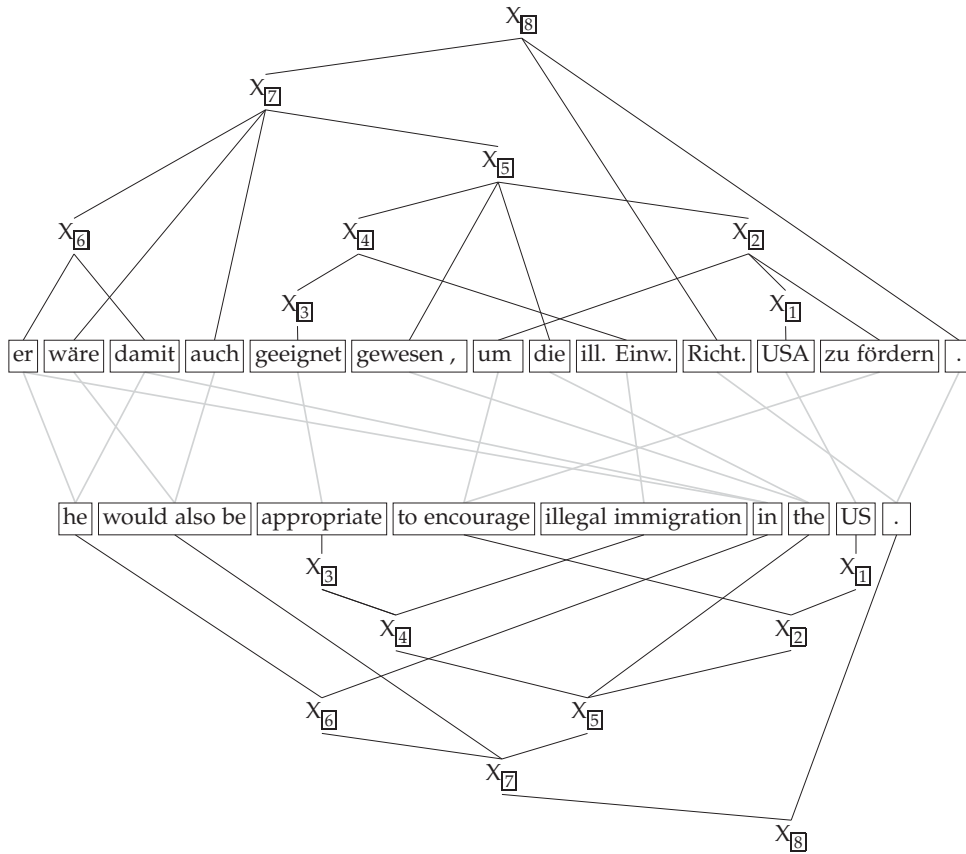 X8
X7
X5
X6 X4 X2
X3 X1
er wäre damit auch geeignet gewesen , um die ill. Einw. Richt. USA zu fördern .
he would also be appropriate to encourage illegal immigration in the US .
X3 X1
X4 X2
X6 X5
X7
X8